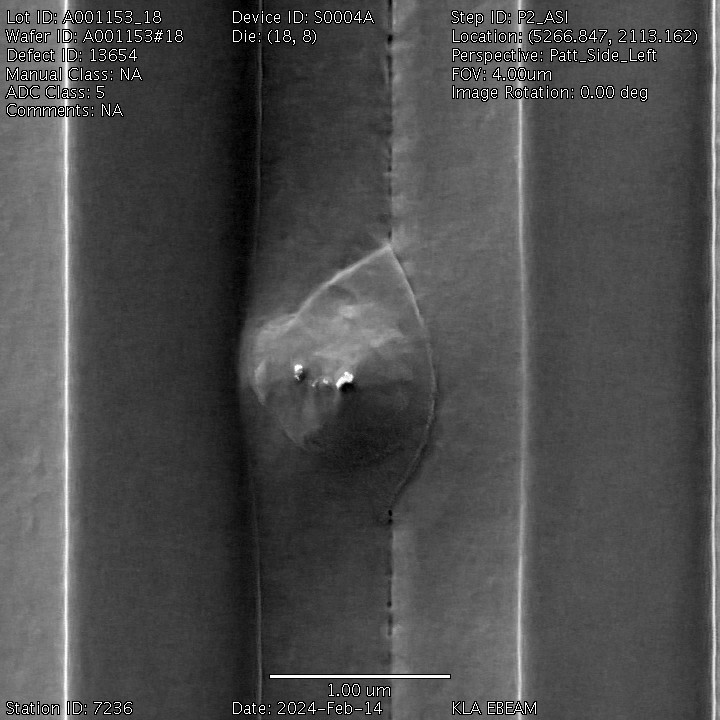 Lot ID: A001153_18
Wafer ID: A001153#18
Defect ID: 13654
Manual Class: NA
ADC Class: 5
Comments: NA
Device ID: S0004A
Die: (18, 8)
Step ID: P2_ASI
Location: (5266.847, 2113.162)
Perspective: Patt_Side_Left
FOV: 4.00um
Image Rotation: 0.00 deg
1.00 um
Station ID: 7236
Date: 2024-Feb-14
KLA EBEAM